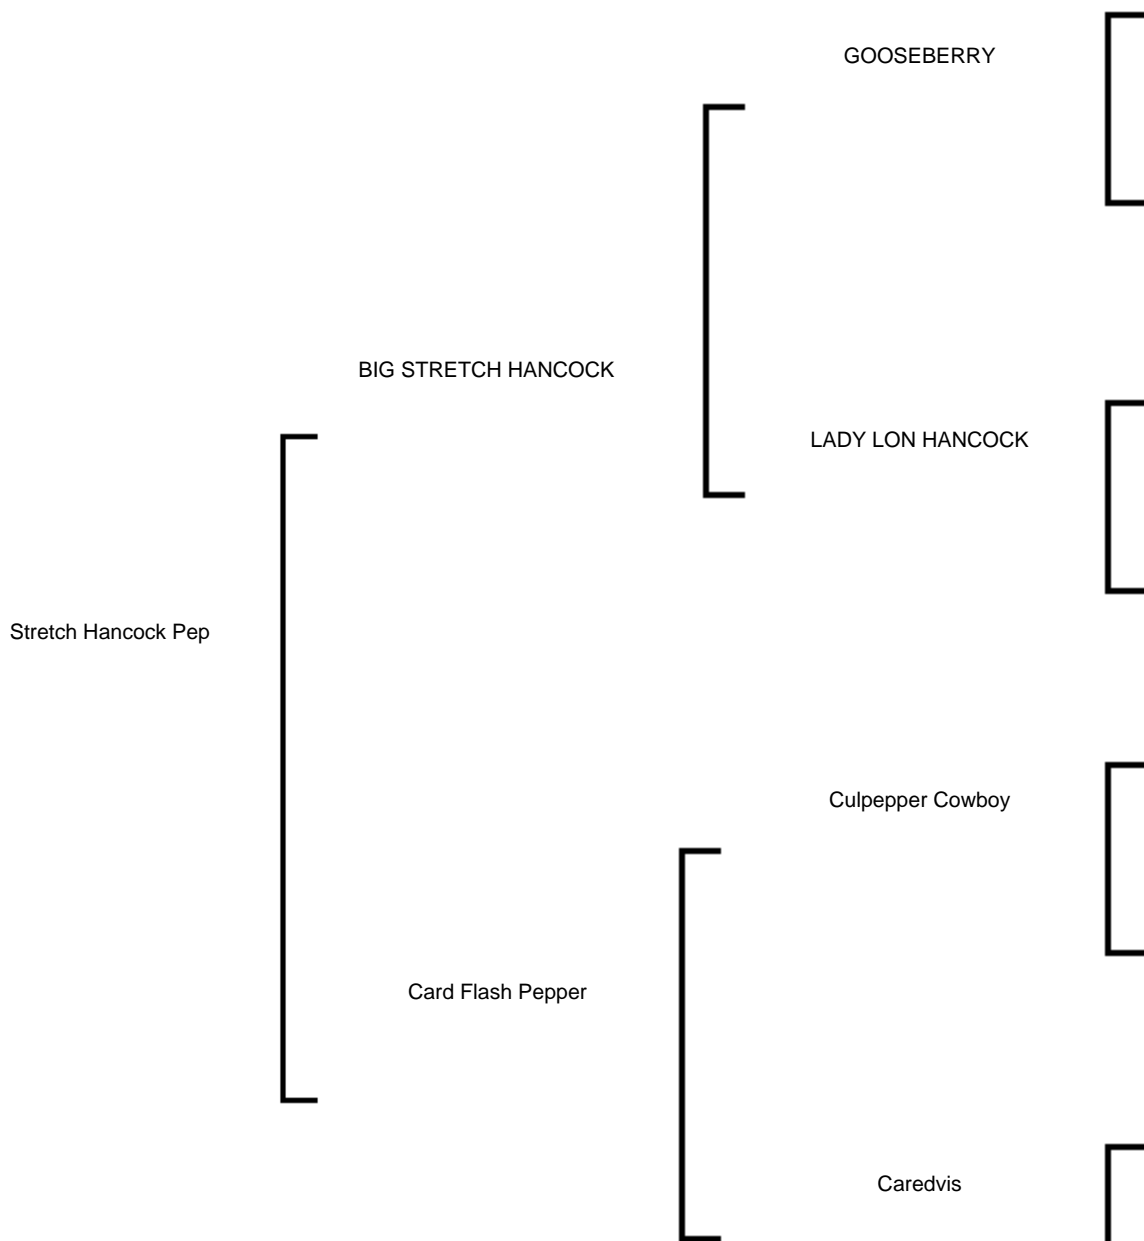 GOOSEBERRY
BIG STRETCH HANCOCK
LADY LON HANCOCK
Stretch Hancock Pep
Culpepper Cowboy
Card Flash Pepper
Caredvis